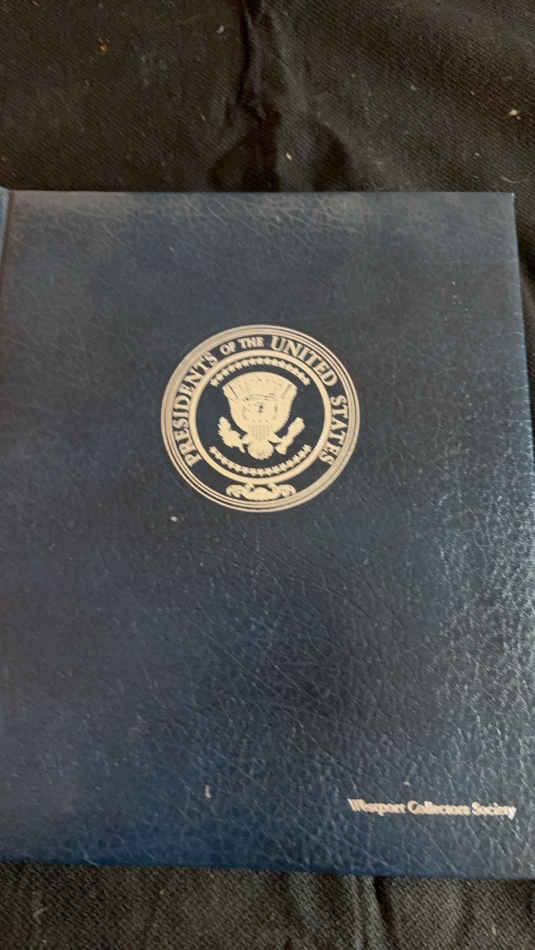 PRESIDENTS OF THE UNITED STATES
Westport Collectors Society